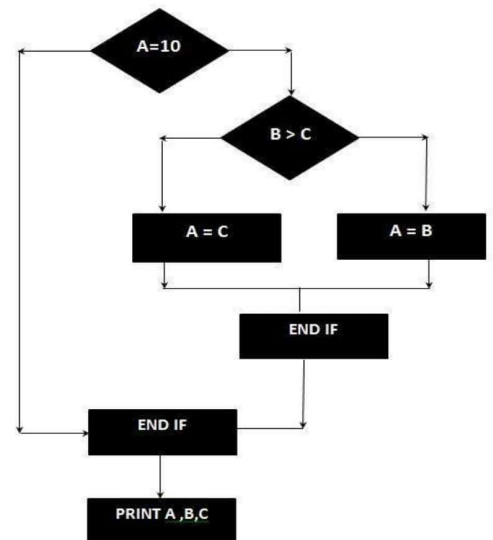 A=10
B > C
A = C
A = B
END IF
END IF
PRINT A ,B,C